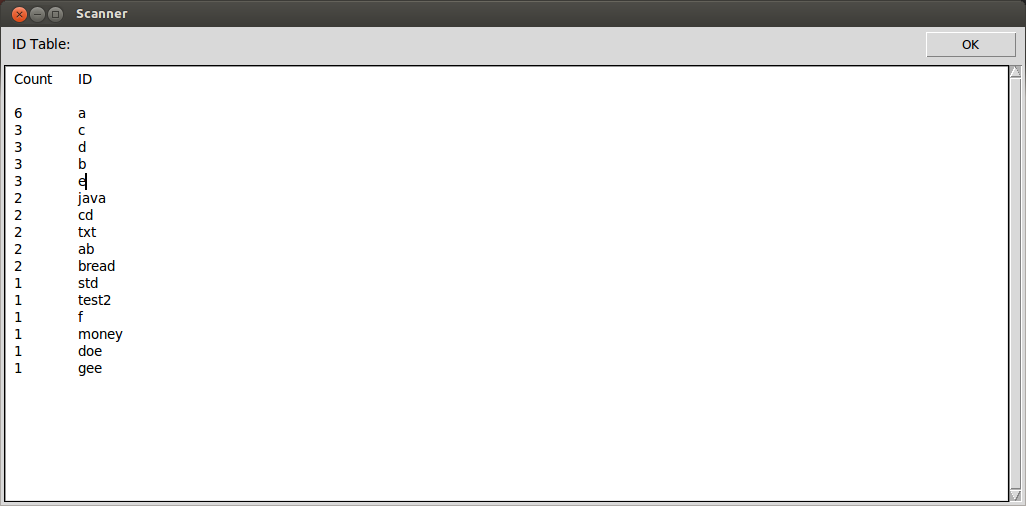 Scanner
ID Table:
OK
Count ID
6 a
3 c
3 d
3 b
3 e
2 java
2 cd
2 txt
2 ab
2 bread
1 std
1 test2
1 f
1 money
1 doe
1 gee